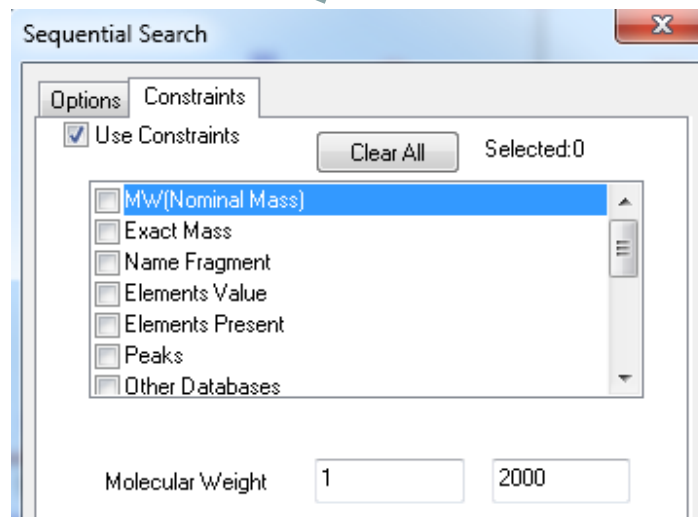 Sequential Search
Options Constraints
Use Constraints Clear All Selected:0
MW(Nominal Mass)
Exact Mass
Name Fragment
Elements Value
Elements Present
Peaks
Other Databases
Molecular Weight 1 2000